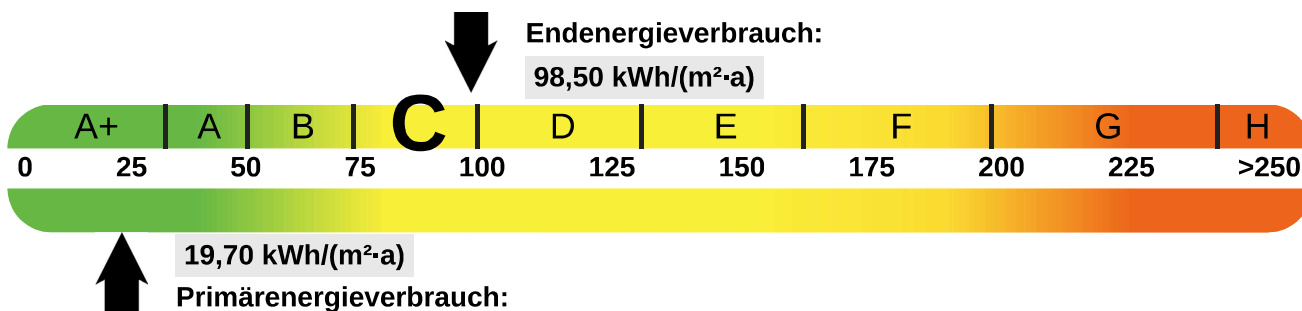 Endenergieverbrauch:
98,50 kWh/(m²·a)
A+ A B C D E F G H
0 25 50 75 100 125 150 175 200 225 >250
19,70 kWh/(m²·a)
Primärenergieverbrauch: